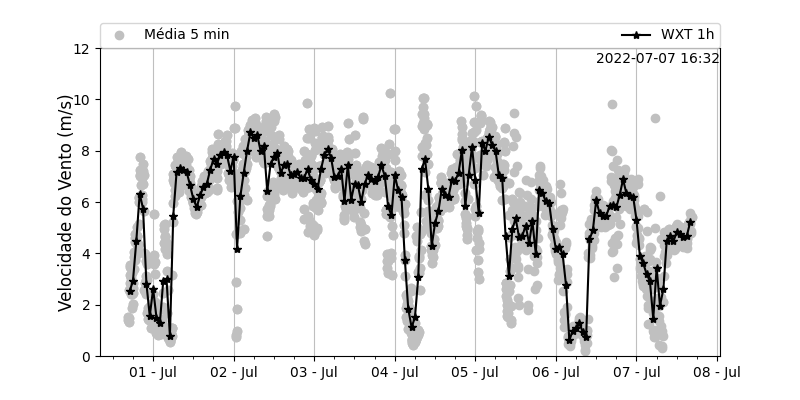 Média 5 min
WXT 1h
2022-07-07 16:32
Velocidade do Vento (m/s)
12
10
8
6
4
2
0
01 - Jul 02 - Jul 03 - Jul 04 - Jul 05 - Jul 06 - Jul 07 - Jul 08 - Jul